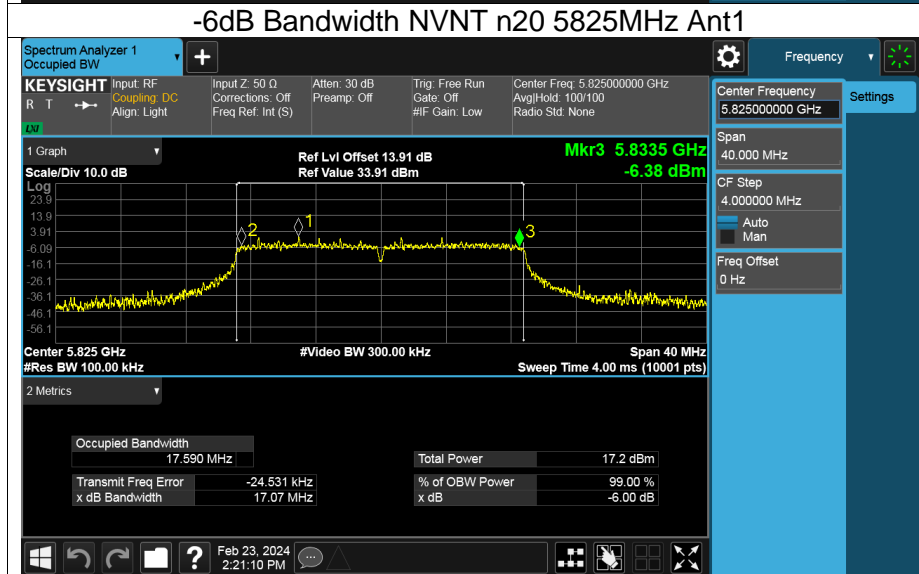 -6dB Bandwidth NVNT n20 5825MHz Ant1
Spectrum Analyzer 1
Occupied BW
+
Frequency
KEYSIGHT
R T
LXI
Input: RF
Coupling: DC
Align: Light
Input Z: 50 Ω
Corrections: Off
Freq Ref: Int (S)
Atten: 30 dB
Preamp: Off
Trig: Free Run
Gate: Off
#IF Gain: Low
Center Freq: 5.825000000 GHz
Avg|Hold: 100/100
Radio Std: None
Center Frequency
5.825000000 GHz
Settings
Span
40.000 MHz
CF Step
4.000000 MHz
Auto
Man
Freq Offset
0 Hz
1 Graph
Ref Lvl Offset 13.91 dB
Mkr3 5.8335 GHz
Scale/Div 10.0 dB
Ref Value 33.91 dBm
-6.38 dBm
Log
23.9
13.9
3.91
-6.09
-16.1
-26.1
-36.1
-46.1
-56.1
2
1
3
Center 5.825 GHz
#Video BW 300.00 kHz
Span 40 MHz
#Res BW 100.00 kHz
Sweep Time 4.00 ms (10001 pts)
2 Metrics
Occupied Bandwidth
17.590 MHz
Total Power 17.2 dBm
Transmit Freq Error -24.531 kHz
% of OBW Power 99.00 %
x dB Bandwidth 17.07 MHz
x dB -6.00 dB
?
Feb 23, 2024
2:21:10 PM